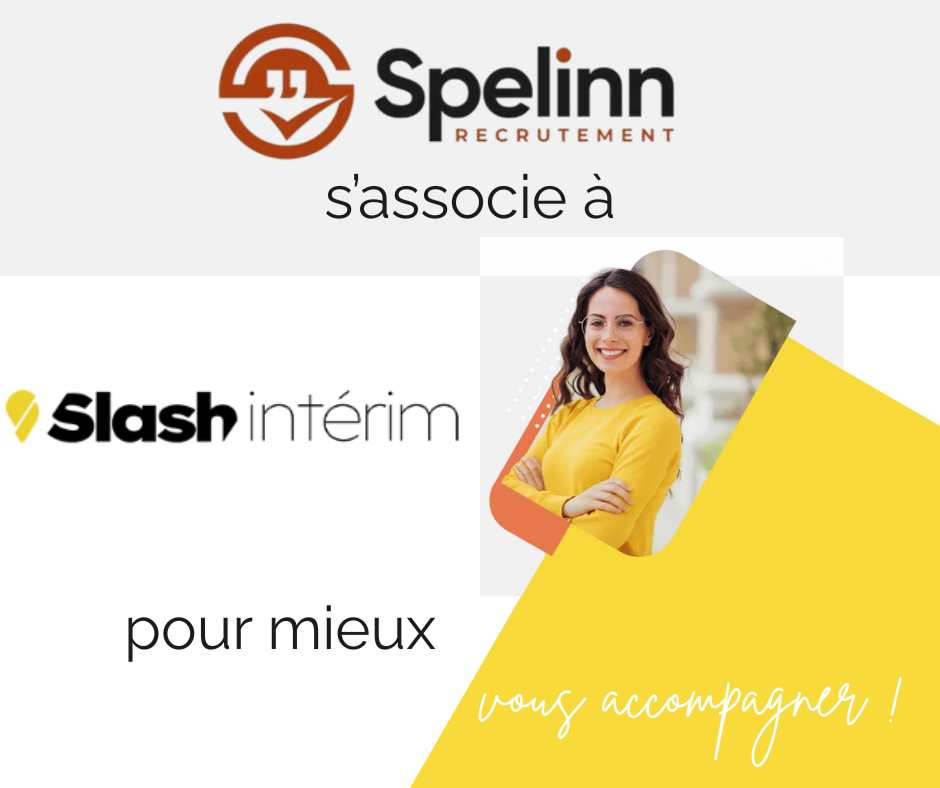 Spelinn
RECRUTEMENT
s’associe à
Slash intérim
pour mieux
vous accompagner !